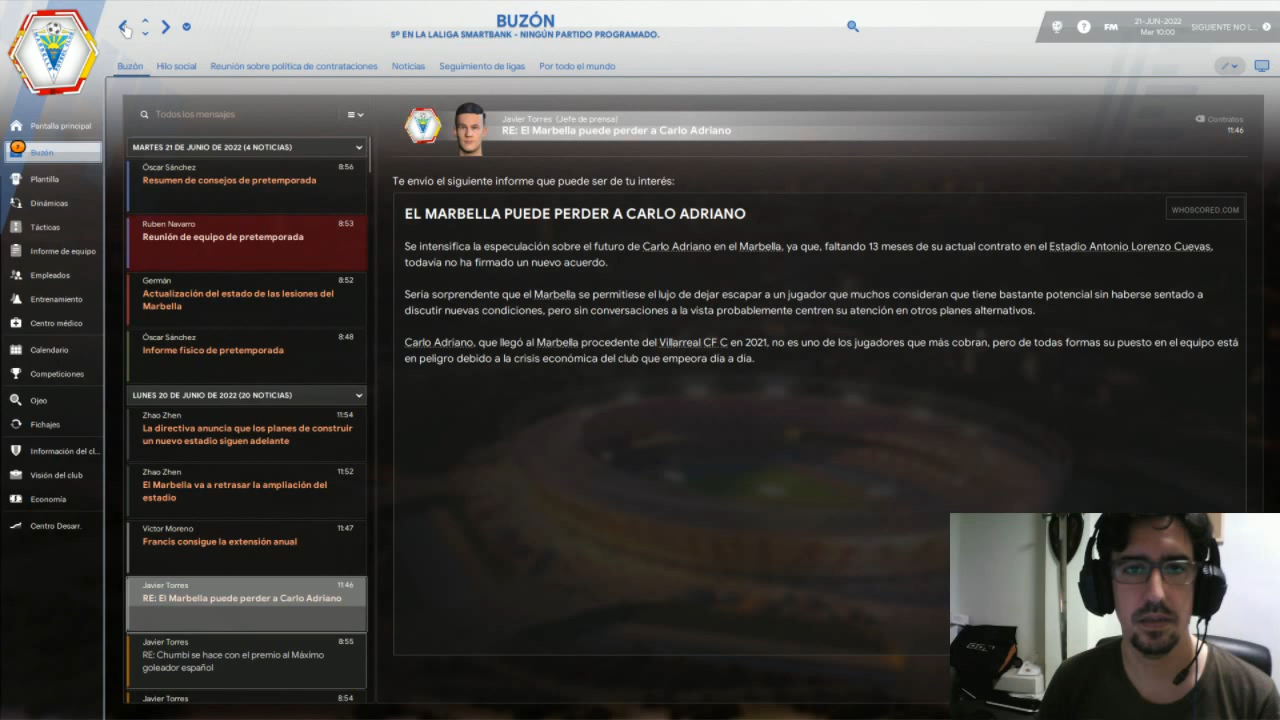 BUZÓN
5º EN LA LALIGA SMARTBANK - NINGÚN PARTIDO PROGRAMADO.
FM
21-JUN-2022
Mar 10:00
SIGUIENTE NO L...
Buzón
Hilo social
Reunión sobre política de contrataciones
Noticias
Seguimiento de ligas
Por todo el mundo
Pantalla principal
Buzón
Plantilla
Dinámicas
Tácticas
Informe de equipo
Empleados
Entrenamiento
Centro médico
Calendario
Competiciones
Ojeo
Fichajes
Información del cl...
Visión del club
Economía
Centro Desarr.
Todos los mensajes
MARTES 21 DE JUNIO DE 2022 (4 NOTICIAS)
Óscar Sánchez 8:56
Resumen de consejos de pretemporada
Ruben Navarro 8:53
Reunión de equipo de pretemporada
Germán 8:52
Actualización del estado de las lesiones del
Marbella
Óscar Sánchez 8:48
Informe físico de pretemporada
LUNES 20 DE JUNIO DE 2022 (20 NOTICIAS)
Zhao Zhen 11:54
La directiva anuncia que los planes de construir
un nuevo estadio siguen adelante
Zhao Zhen 11:52
El Marbella va a retrasar la ampliación del
estadio
Víctor Moreno 11:47
Francis consigue la extensión anual
Javier Torres 11:46
RE: El Marbella puede perder a Carlo Adriano
Javier Torres 8:55
RE: Chumbi se hace con el premio al Máximo
goleador español
Javier Torres 8:54
Javier Torres (Jefe de prensa)
RE: El Marbella puede perder a Carlo Adriano
Contratos
11:46
Te envío el siguiente informe que puede ser de tu interés:
EL MARBELLA PUEDE PERDER A CARLO ADRIANO
WHOSCORED.COM
Se intensifica la especulación sobre el futuro de Carlo Adriano en el Marbella, ya que, faltando 13 meses de su actual contrato en el Estadio Antonio Lorenzo Cuevas,
todavía no ha firmado un nuevo acuerdo.
Sería sorprendente que el Marbella se permitiese el lujo de dejar escapar a un jugador que muchos consideran que tiene bastante potencial sin haberse sentado a
discutir nuevas condiciones, pero sin conversaciones a la vista probablemente centren su atención en otros planes alternativos.
Carlo Adriano, que llegó al Marbella procedente del Villarreal CF C en 2021, no es uno de los jugadores que más cobran, pero de todas formas su puesto en el equipo está
en peligro debido a la crisis económica del club que empeora día a día.